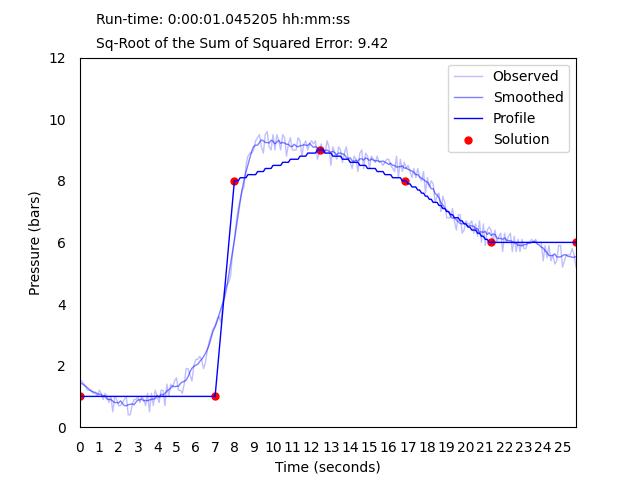 Run-time: 0:00:01.045205 hh:mm:ss
Sq-Root of the Sum of Squared Error: 9.42
12
10
8
6
4
2
0
Pressure (bars)
Observed
Smoothed
Profile
Solution
0 1 2 3 4 5 6 7 8 9 10 11 12 13 14 15 16 17 18 19 20 21 22 23 24 25
Time (seconds)